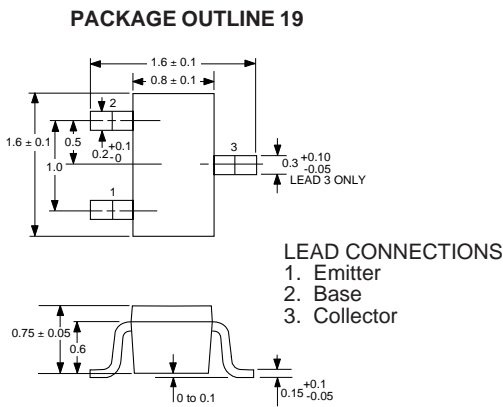 PACKAGE OUTLINE 19
1.6 ± 0.1
0.8 ± 0.1
2
1.6 ± 0.1
0.5
1.0
0.2 +0.1 -0
3
0.3 +0.10 -0.05
LEAD 3 ONLY
1
LEAD CONNECTIONS
1. Emitter
2. Base
3. Collector
0.75 ± 0.05
0.6
0 to 0.1
0.15 +0.1 -0.05